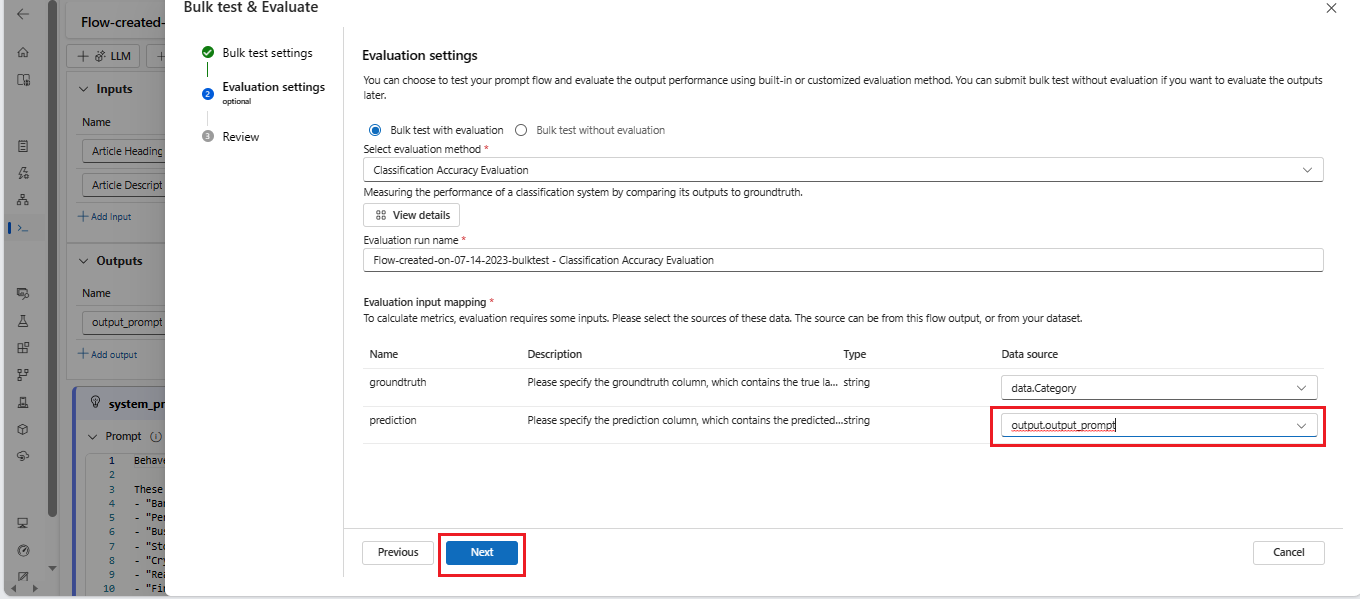 Bulk test & Evaluate
Flow-created-
LLM
Inputs
Name
Article Heading
Article Descript
Add Input
Outputs
Name
output_prompt
Add output
system_pr
Prompt
1 Behave
2
3 These
4 - "Ba
5 - "Per
6 - "Bus
7 - "Sto
8 - "Cry
9 - "Rea
10 - "Fi
Bulk test settings
2 Evaluation settings
optional
3 Review
Evaluation settings
You can choose to test your prompt flow and evaluate the output performance using built-in or customized evaluation method. You can submit bulk test without evaluation if you want to evaluate the outputs
later.
Bulk test with evaluation Bulk test without evaluation
Select evaluation method *
Classification Accuracy Evaluation
Measuring the performance of a classification system by comparing its outputs to groundtruth.
View details
Evaluation run name *
Flow-created-on-07-14-2023-bulktest - Classification Accuracy Evaluation
Evaluation input mapping *
To calculate metrics, evaluation requires some inputs. Please select the sources of these data. The source can be from this flow output, or from your dataset.
Name Description Type Data source
groundtruth Please specify the groundtruth column, which contains the true la... string data.Category
prediction Please specify the prediction column, which contains the predicted... string output.output_prompt
Previous Next Cancel